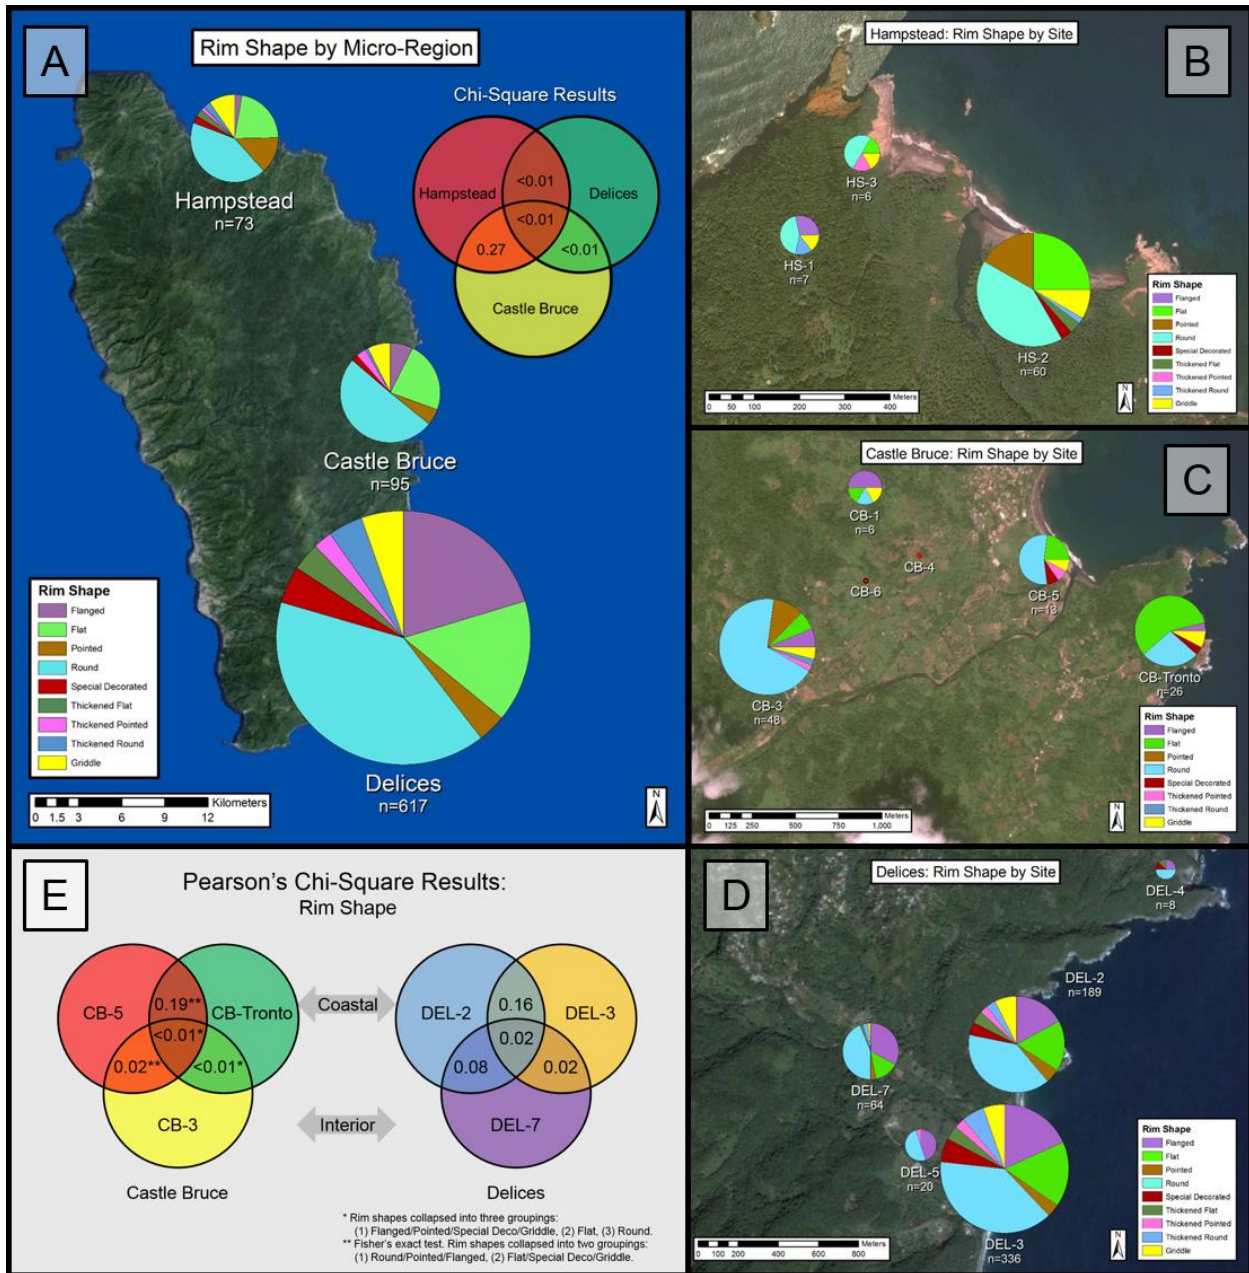 A
Rim Shape by Micro-Region
Chi-Square Results
Hampstead
Delices
Castle Bruce
<0.01
<0.01
0.27
<0.01
Hampstead
n=73
Castle Bruce
n=95
Delices
n=617
Rim Shape
Flanged
Flat
Pointed
Round
Special Decorated
Thickened Flat
Thickened Pointed
Thickened Round
Griddle
Kilometers
0 1.5 3 6 9 12
N
B
Hampstead: Rim Shape by Site
HS-3
n=6
HS-1
n=7
HS-2
n=60
Rim Shape
Flanged
Flat
Pointed
Round
Special Decorated
Thickened Flat
Thickened Pointed
Thickened Round
Griddle
Meters
0 50 100 200 300 400
N
C
Castle Bruce: Rim Shape by Site
CB-1
n=6
CB-4
CB-6
CB-5
n=13
CB-3
n=48
CB-Tronto
n=26
Rim Shape
Flanged
Flat
Pointed
Round
Special Decorated
Thickened Pointed
Thickened Round
Griddle
Meters
0 125 250 500 750 1,000
N
E
Pearson's Chi-Square Results:
Rim Shape
CB-5
CB-Tronto
CB-3
0.19**
<0.01*
0.02**
<0.01*
Castle Bruce
Coastal
Interior
DEL-2
DEL-3
DEL-7
0.16
0.02
0.08
0.02
Delices
* Rim shapes collapsed into three groupings:
(1) Flanged/Pointed/Special Deco/Griddle, (2) Flat, (3) Round.
** Fisher's exact test. Rim shapes collapsed into two groupings:
(1) Round/Pointed/Flanged, (2) Flat/Special Deco/Griddle.
D
Delices: Rim Shape by Site
DEL-4
n=8
DEL-2
n=189
DEL-7
n=64
DEL-5
n=20
DEL-3
n=336
Rim Shape
Flanged
Flat
Pointed
Round
Special Decorated
Thickened Flat
Thickened Pointed
Thickened Round
Griddle
Meters
0 100 200 400 600 800
N